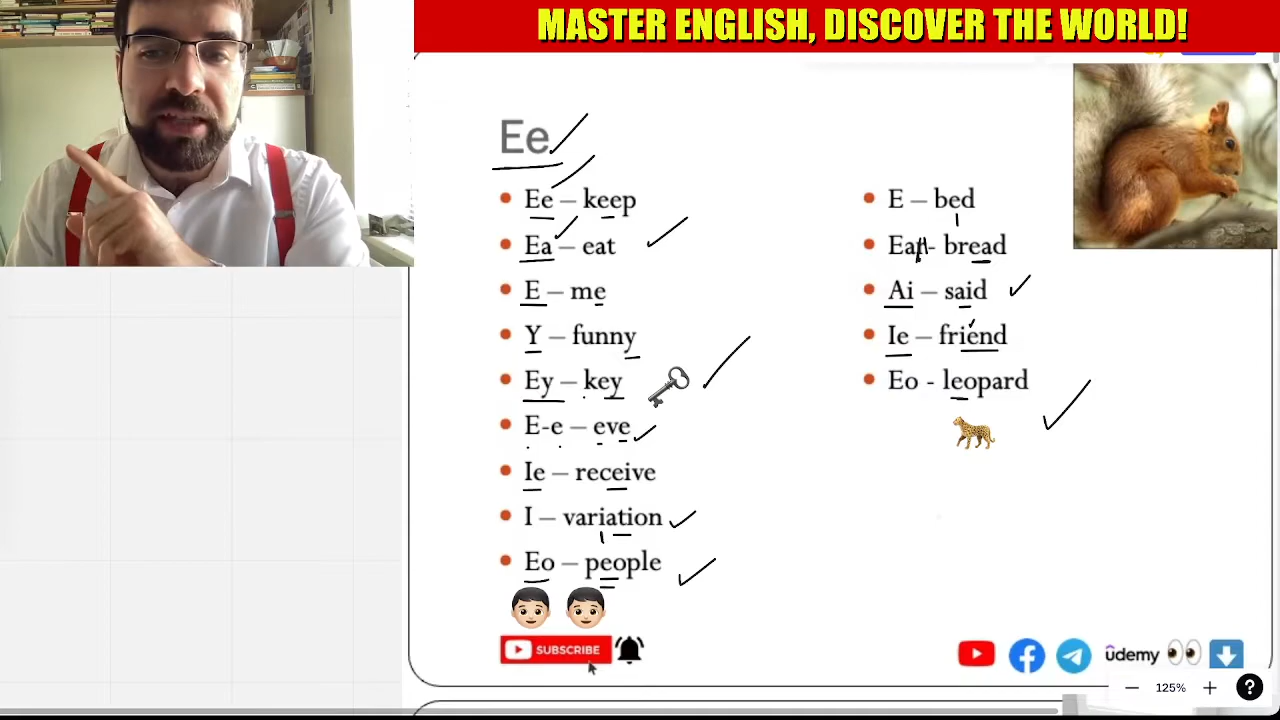 MASTER ENGLISH, DISCOVER THE WORLD!
Ee
Ee – keep
Ea – eat
E – me
Y – funny
Ey – key
E-e – eve
Ie – receive
I – variation
Eo – people
SUBSCRIBE
E – bed
Ea - bread
Ai – said
Ie – friend
Eo - leopard
ûdemy
125%
?